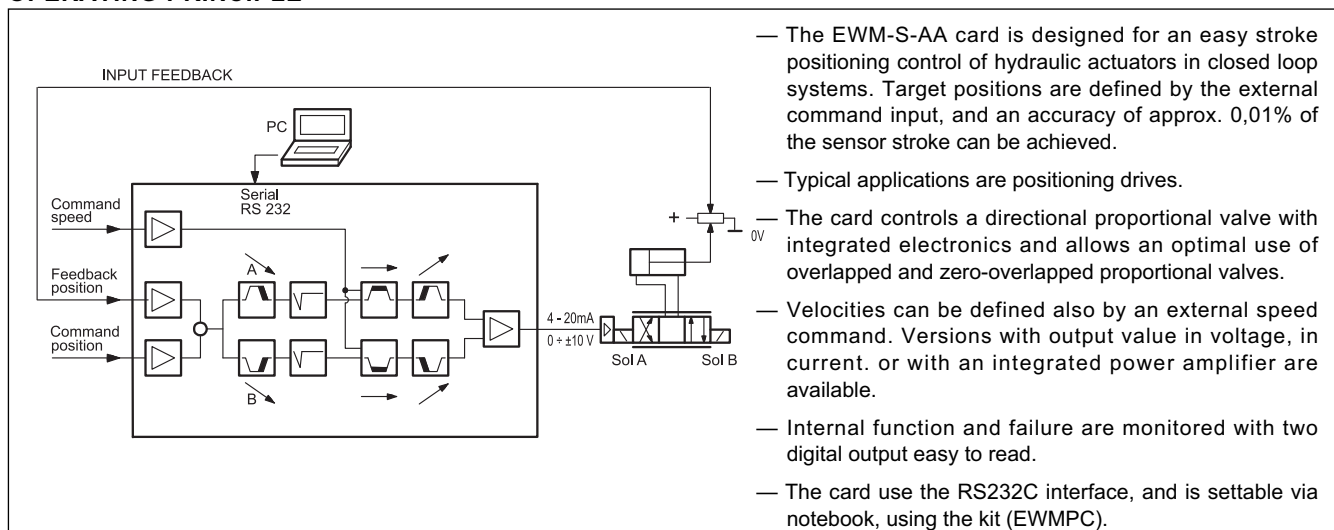 INPUT FEEDBACK
PC
Serial
RS 232
Command
speed
Feedback
position
Command
position
A
B
4 - 20mA
0 ÷ ±10 V
Sol A
Sol B
+
0V
— The EWM-S-AA card is designed for an easy stroke
positioning control of hydraulic actuators in closed loop
systems. Target positions are defined by the external
command input, and an accuracy of approx. 0,01% of
the sensor stroke can be achieved.
— Typical applications are positioning drives.
— The card controls a directional proportional valve with
integrated electronics and allows an optimal use of
overlapped and zero-overlapped proportional valves.
— Velocities can be defined also by an external speed
command. Versions with output value in voltage, in
current. or with an integrated power amplifier are
available.
— Internal function and failure are monitored with two
digital output easy to read.
— The card use the RS232C interface, and is settable via
notebook, using the kit (EWMPC).